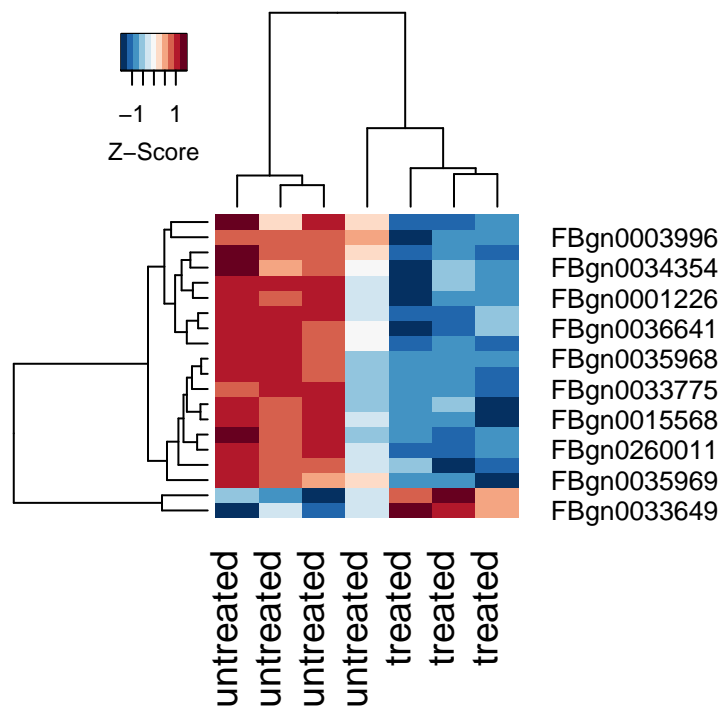 −1 1
Z−Score
FBgn0003996
FBgn0034354
FBgn0001226
FBgn0036641
FBgn0035968
FBgn0033775
FBgn0015568
FBgn0260011
FBgn0035969
FBgn0033649
untreated
untreated
untreated
untreated
treated
treated
treated